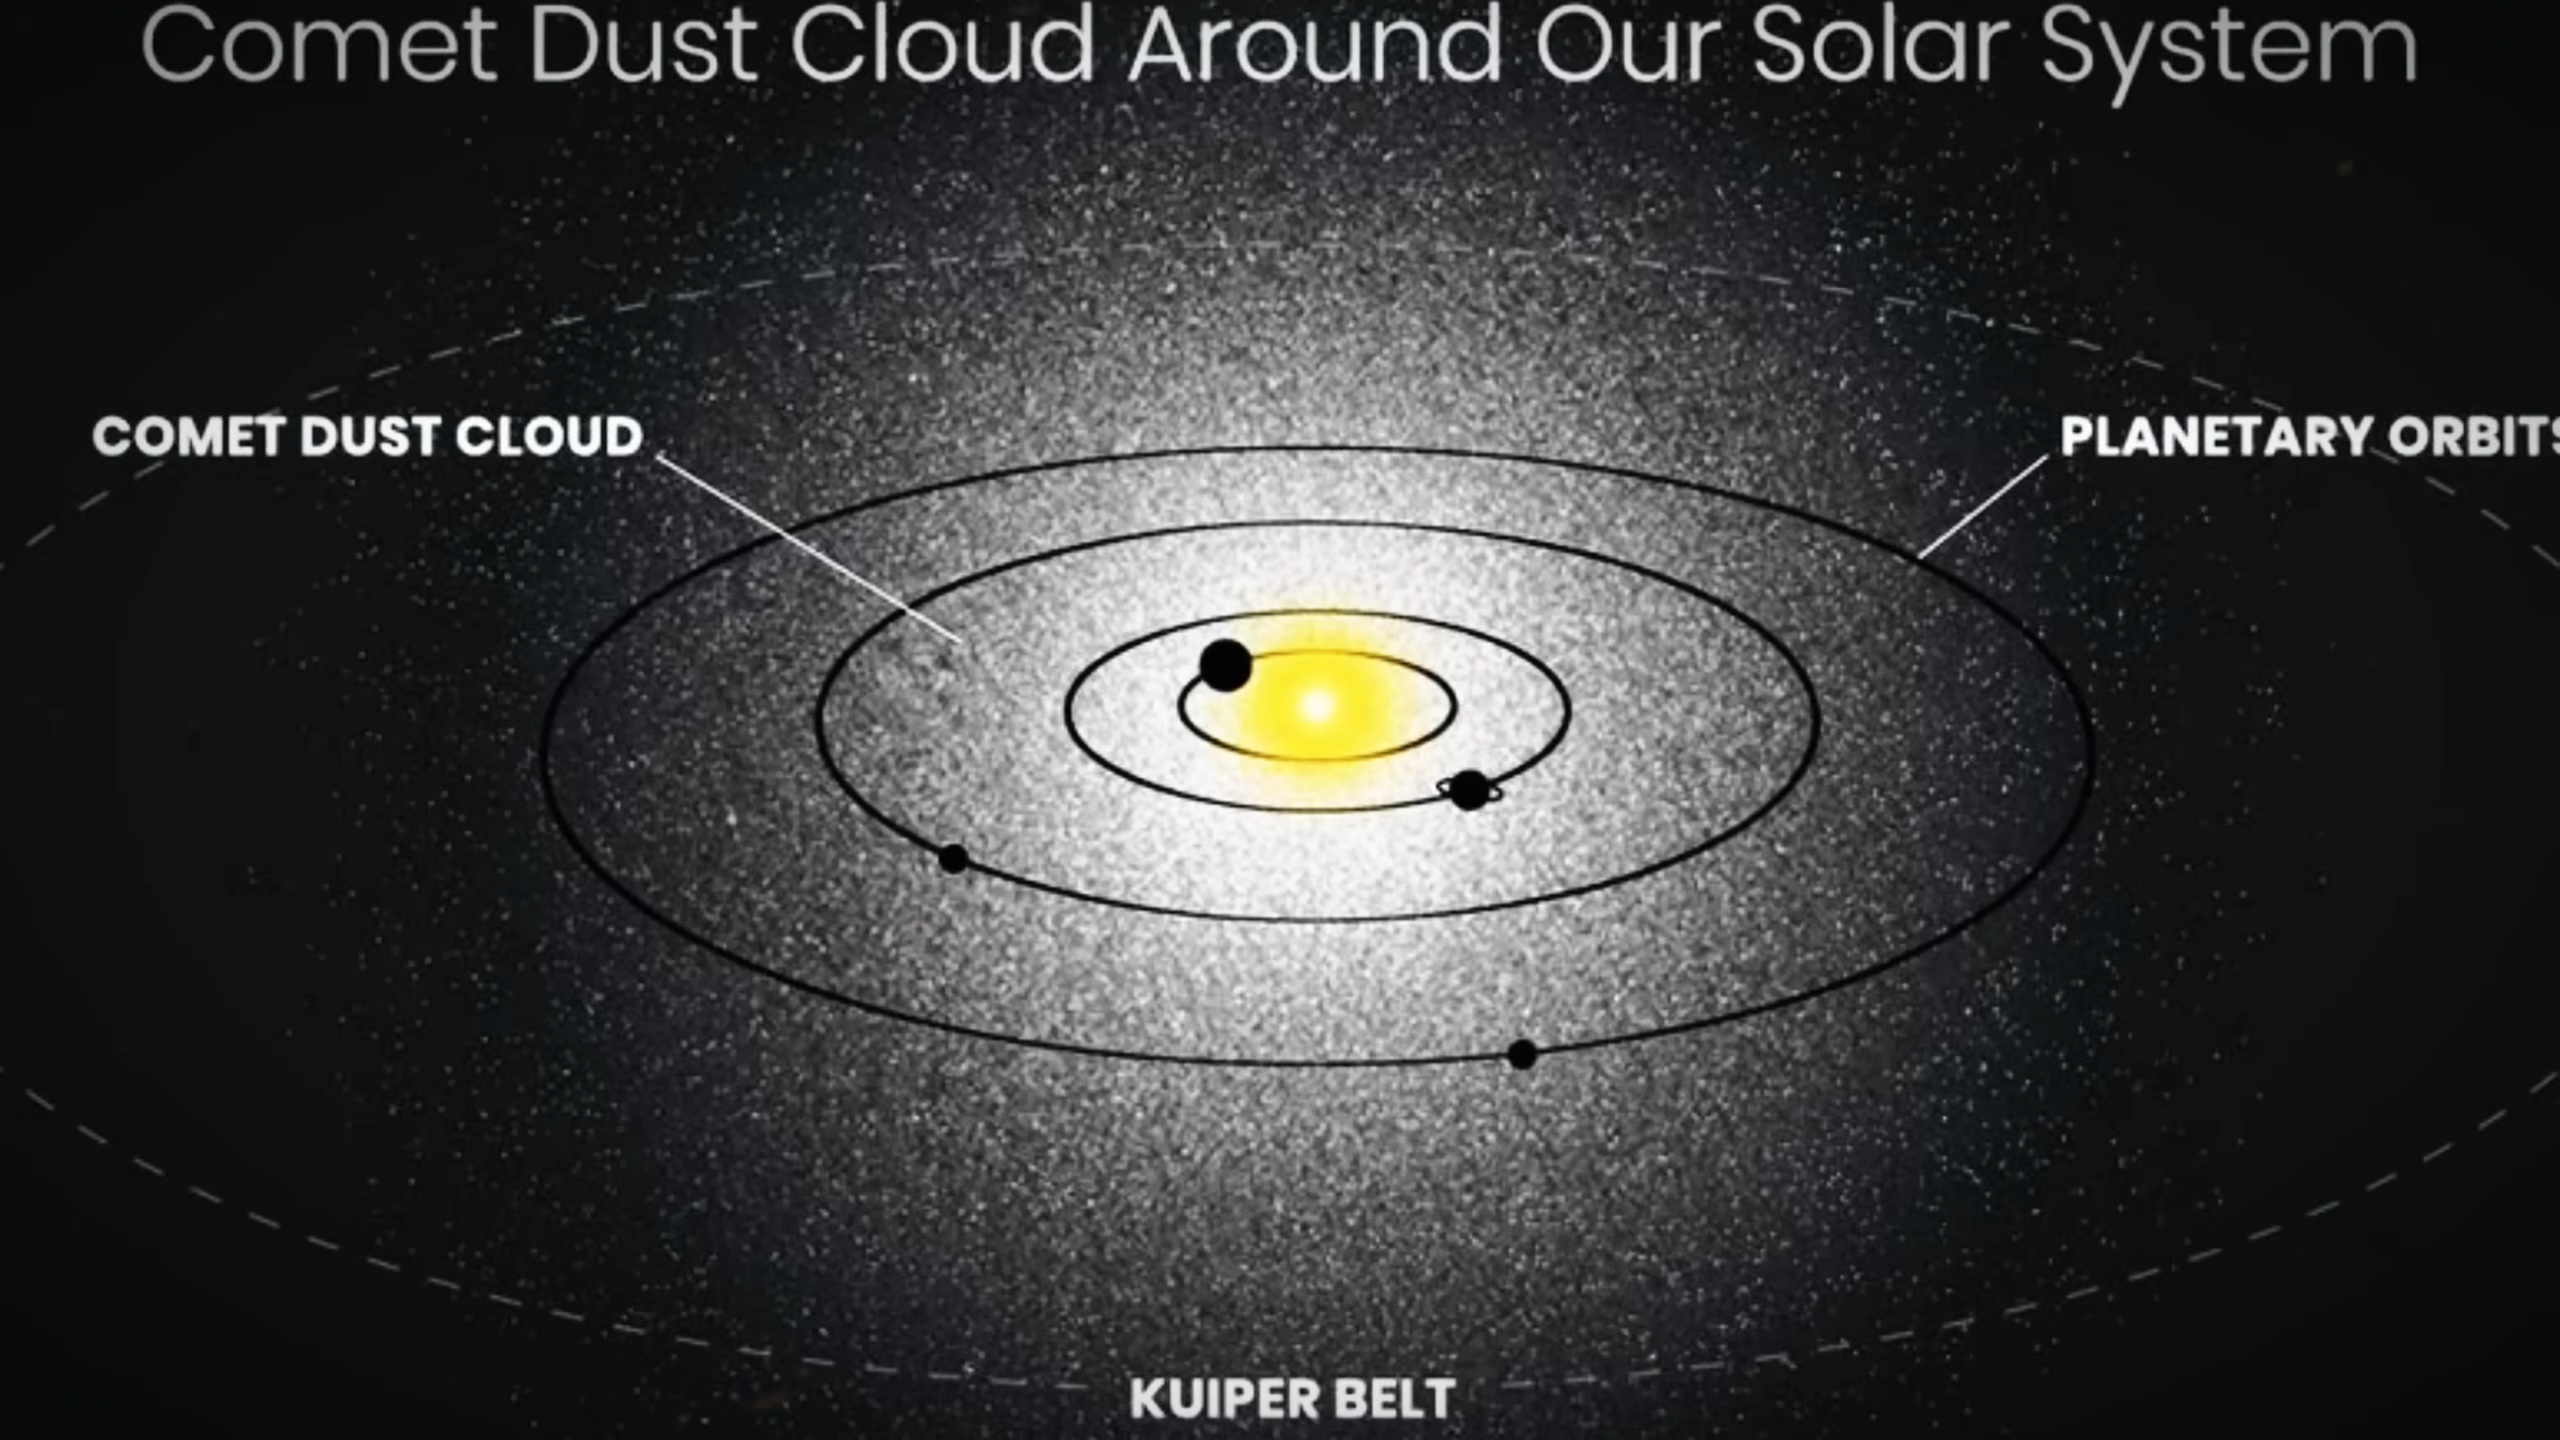 Comet Dust Cloud Around Our Solar System
COMET DUST CLOUD
PLANETARY ORBITS
KUIPER BELT